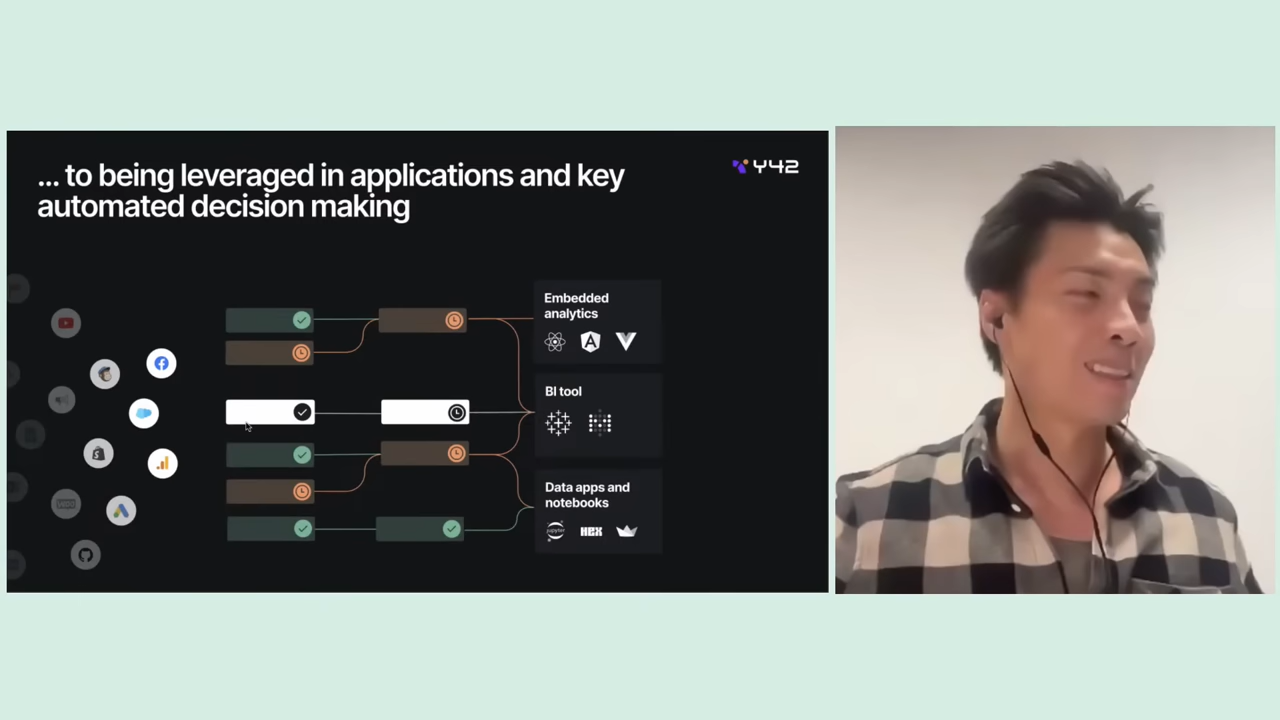 ... to being leveraged in applications and key
automated decision making
Y42
Embedded
analytics
BI tool
Data apps and
notebooks
jupyter
HEX